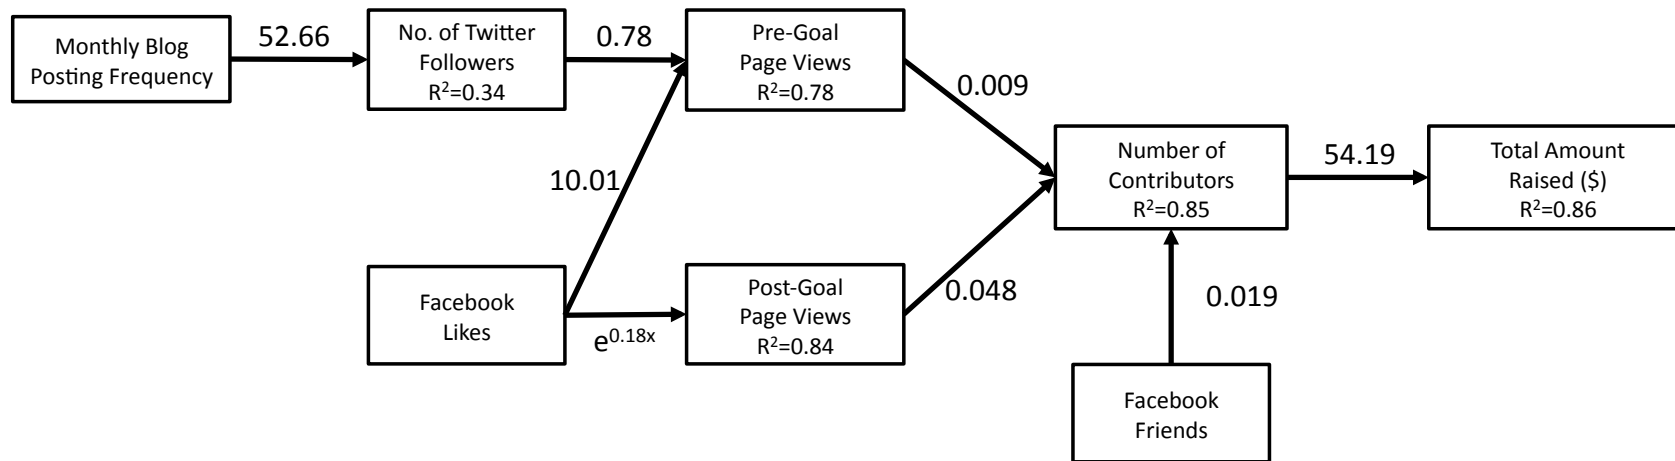 Monthly Blog
Posting Frequency
52.66
No. of Twitter
Followers
R²=0.34
0.78
Pre-Goal
Page Views
R²=0.78
0.009
10.01
Number of
Contributors
R²=0.85
54.19
Total Amount
Raised ($)
R²=0.86
Facebook
Likes
e^0.18x
Post-Goal
Page Views
R²=0.84
0.048
0.019
Facebook
Friends